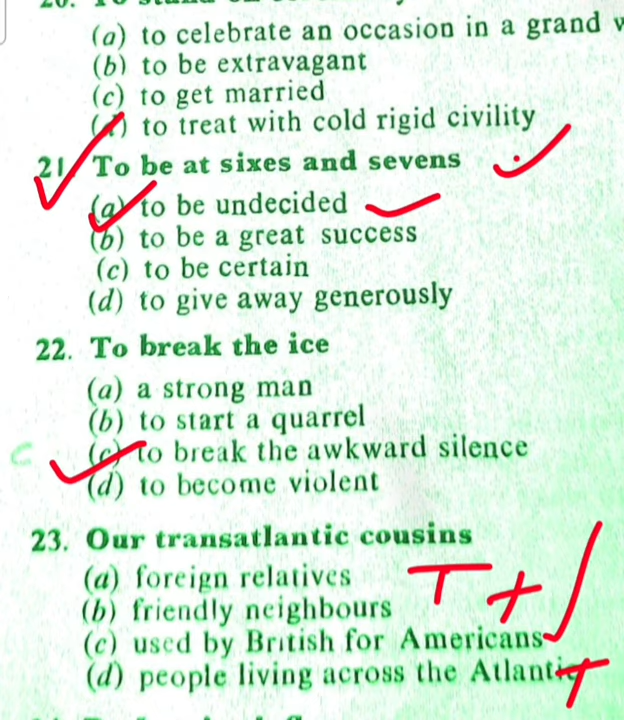 (a) to celebrate an occasion in a grand
(b) to be extravagant
(c) to get married
(d) to treat with cold rigid civility
21. To be at sixes and sevens
(a) to be undecided
(b) to be a great success
(c) to be certain
(d) to give away generously
22. To break the ice
(a) a strong man
(b) to start a quarrel
C (c) to break the awkward silence
(d) to become violent
23. Our transatlantic cousins
(a) foreign relatives
(b) friendly neighbours
(c) used by British for Americans
(d) people living across the Atlantic